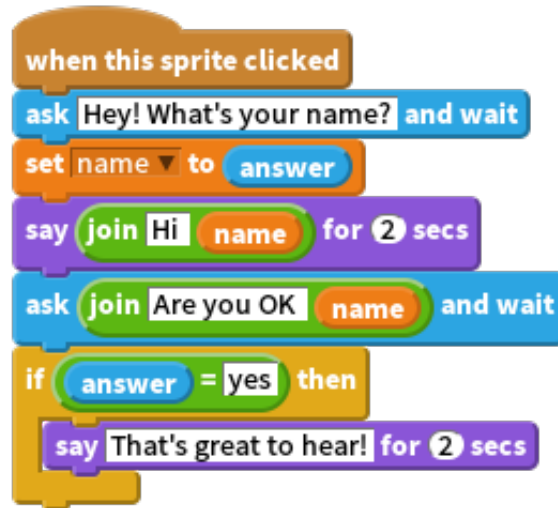 when this sprite clicked
ask Hey! What's your name? and wait
set name to answer
say join Hi name for 2 secs
ask join Are you OK name and wait
if answer = yes then
say That's great to hear! for 2 secs